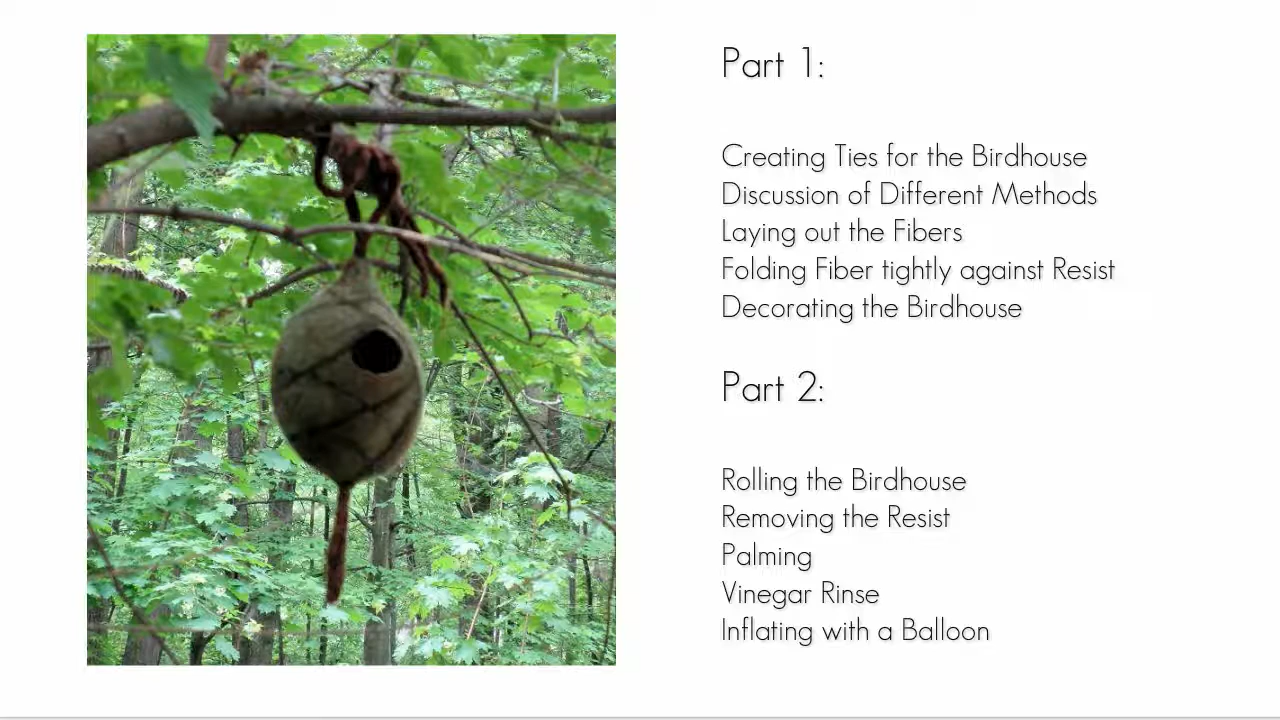 Part 1:
Creating Ties for the Birdhouse
Discussion of Different Methods
Laying out the Fibers
Folding Fiber tightly against Resist
Decorating the Birdhouse
Part 2:
Rolling the Birdhouse
Removing the Resist
Palming
Vinegar Rinse
Inflating with a Balloon